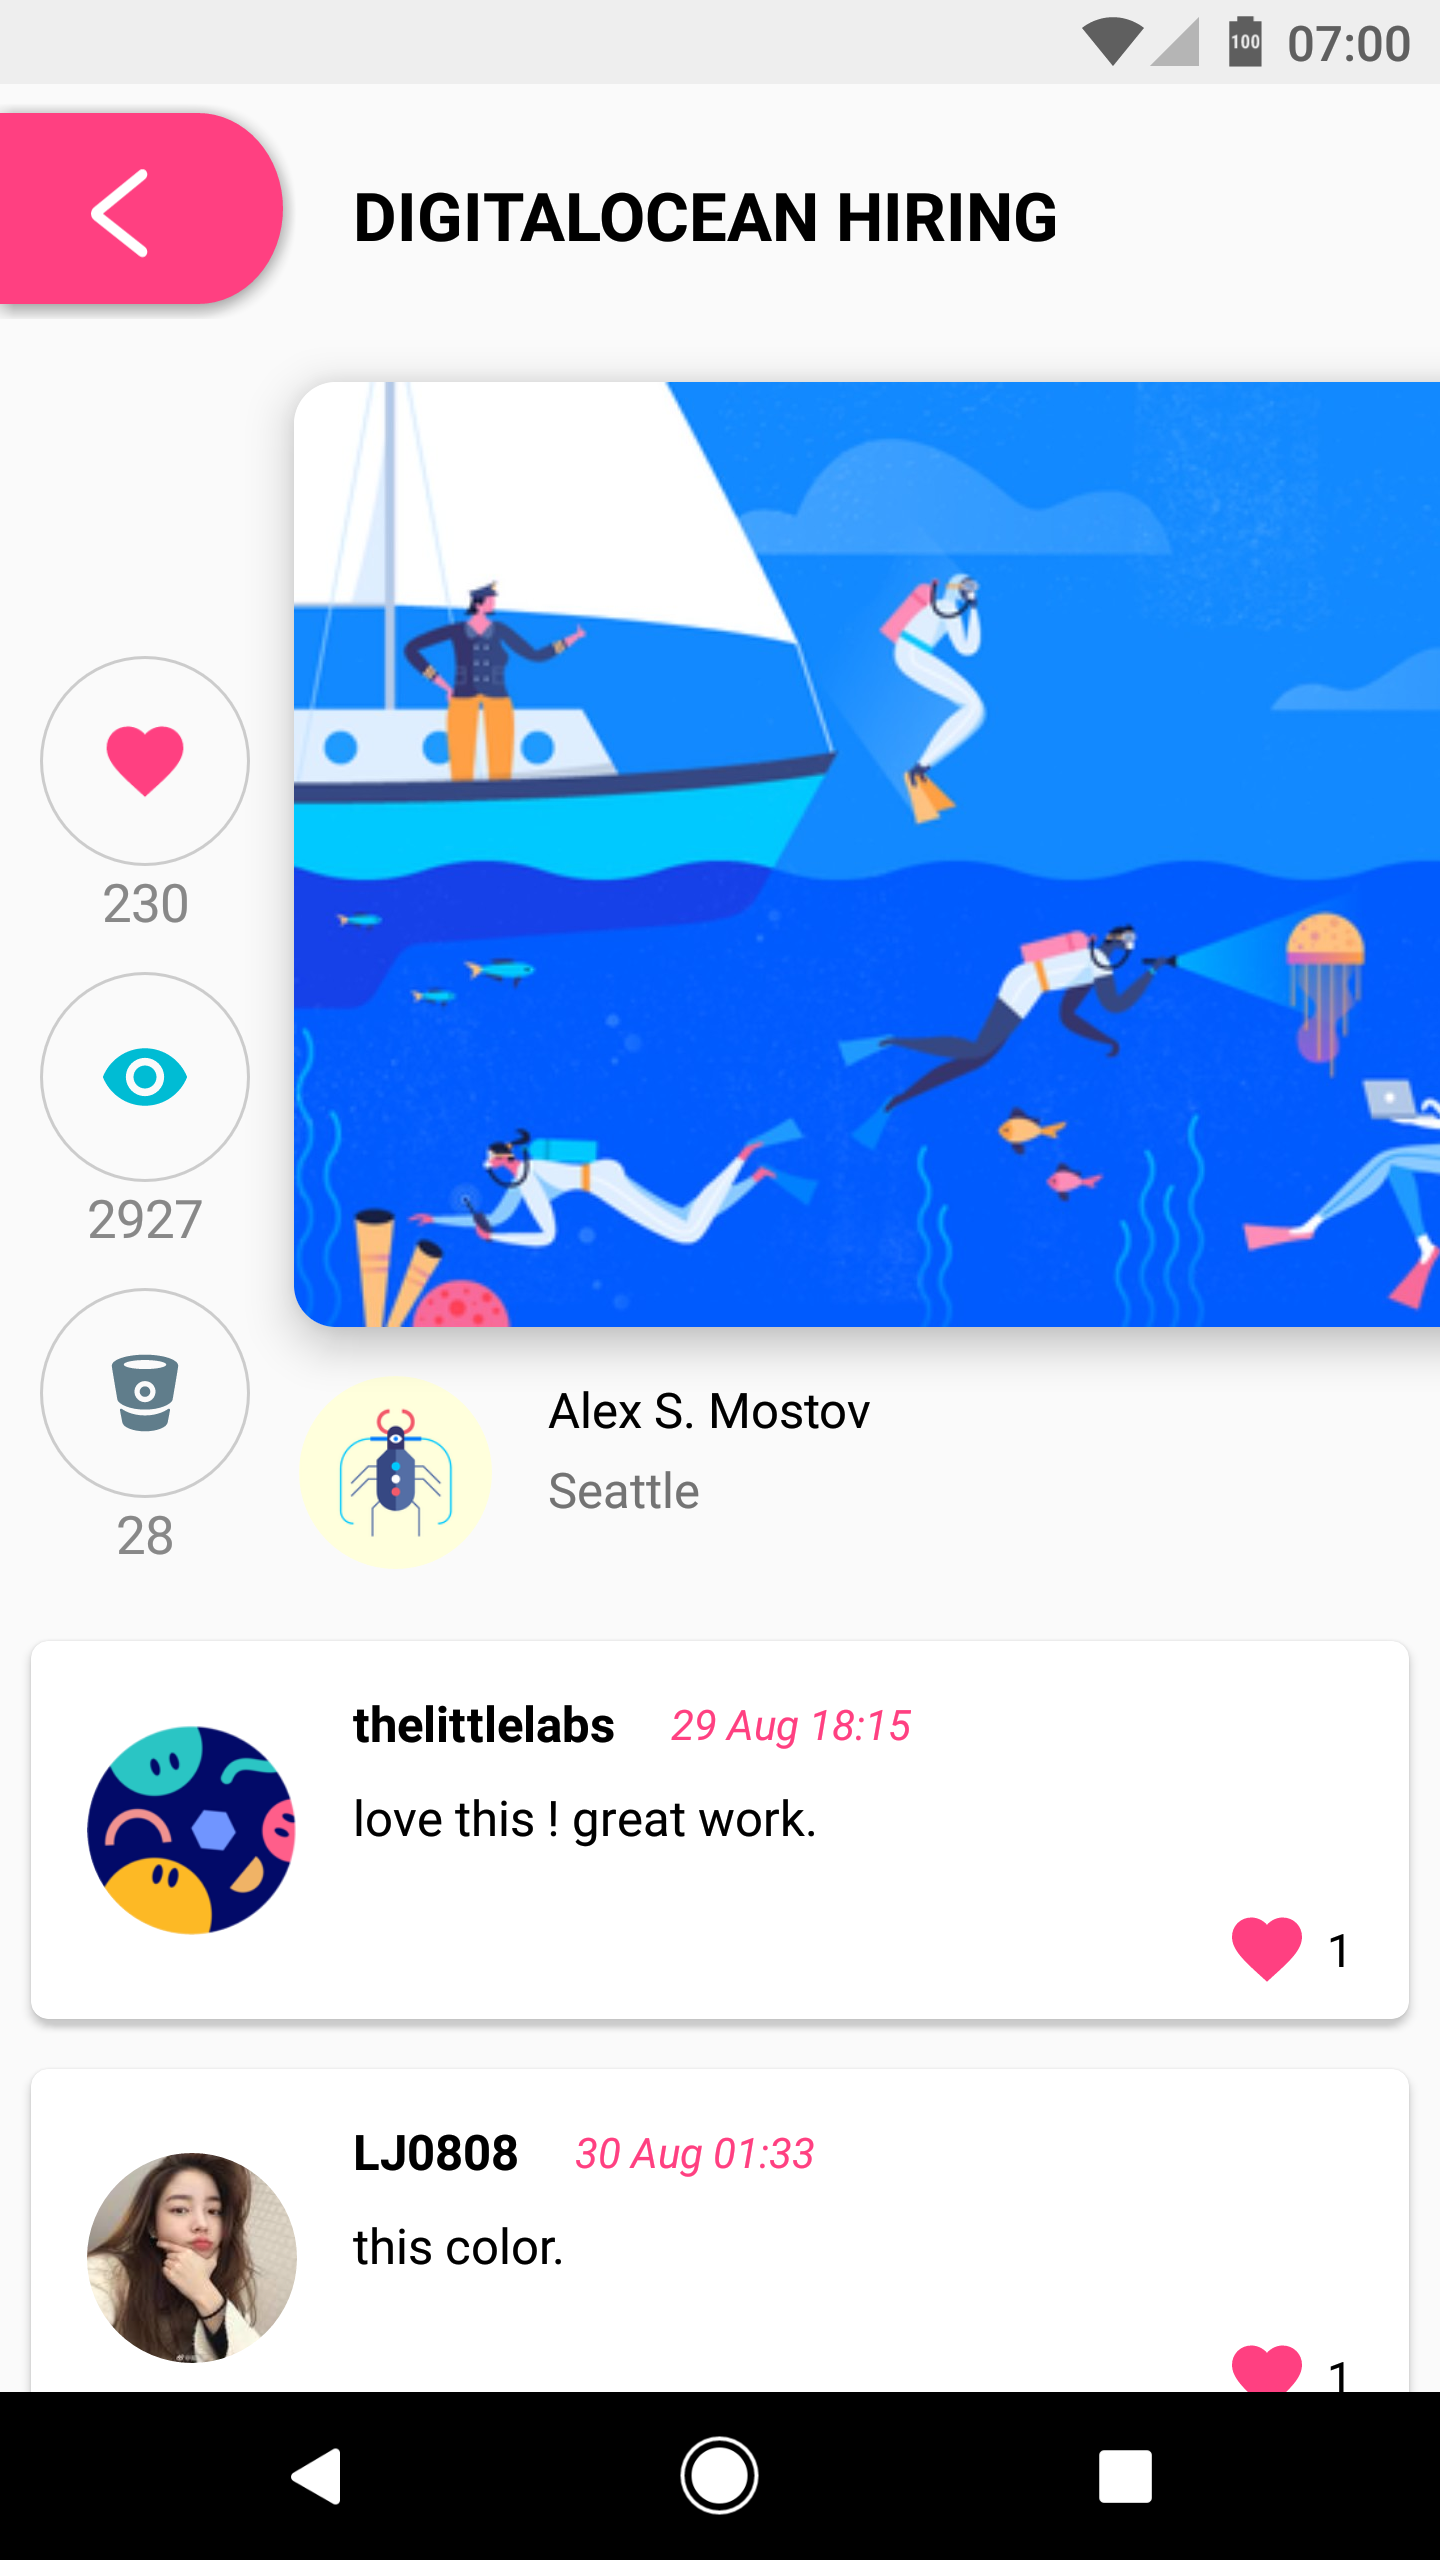 100 07:00
DIGITALOCEAN HIRING
230
2927
28
Alex S. Mostov
Seattle
thelittlelabs 29 Aug 18:15
love this ! great work.
1
LJ0808 30 Aug 01:33
this color.
1